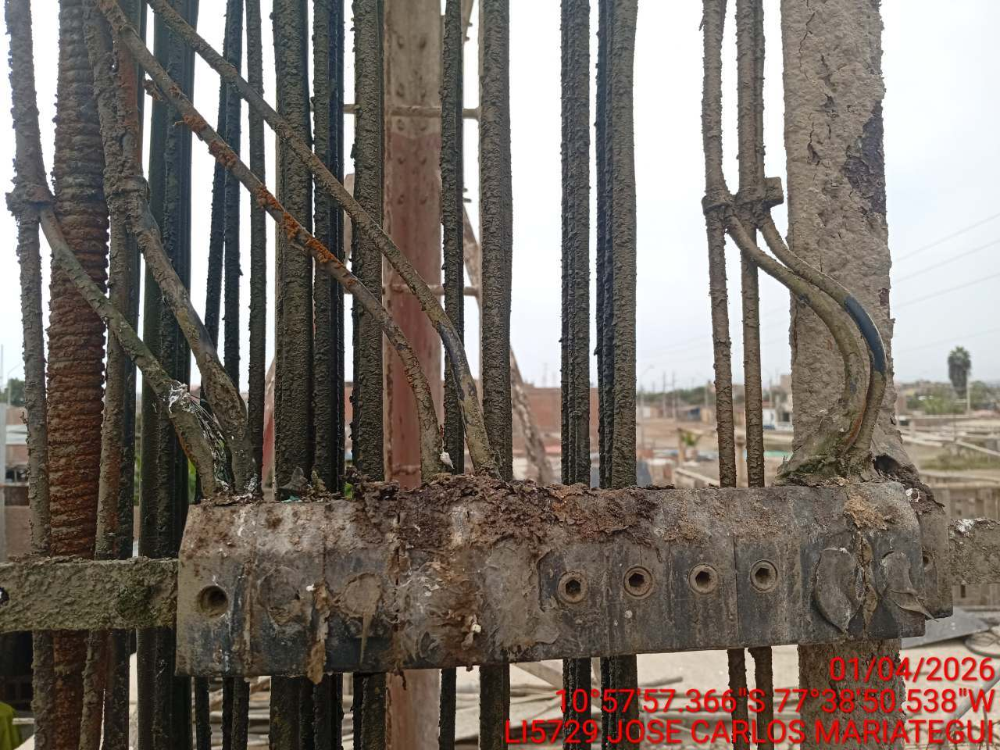 01/04/2026
10°57'57.366"S 77°38'50.538"W
LI5729 JOSE CARLOS MARIATEGUI